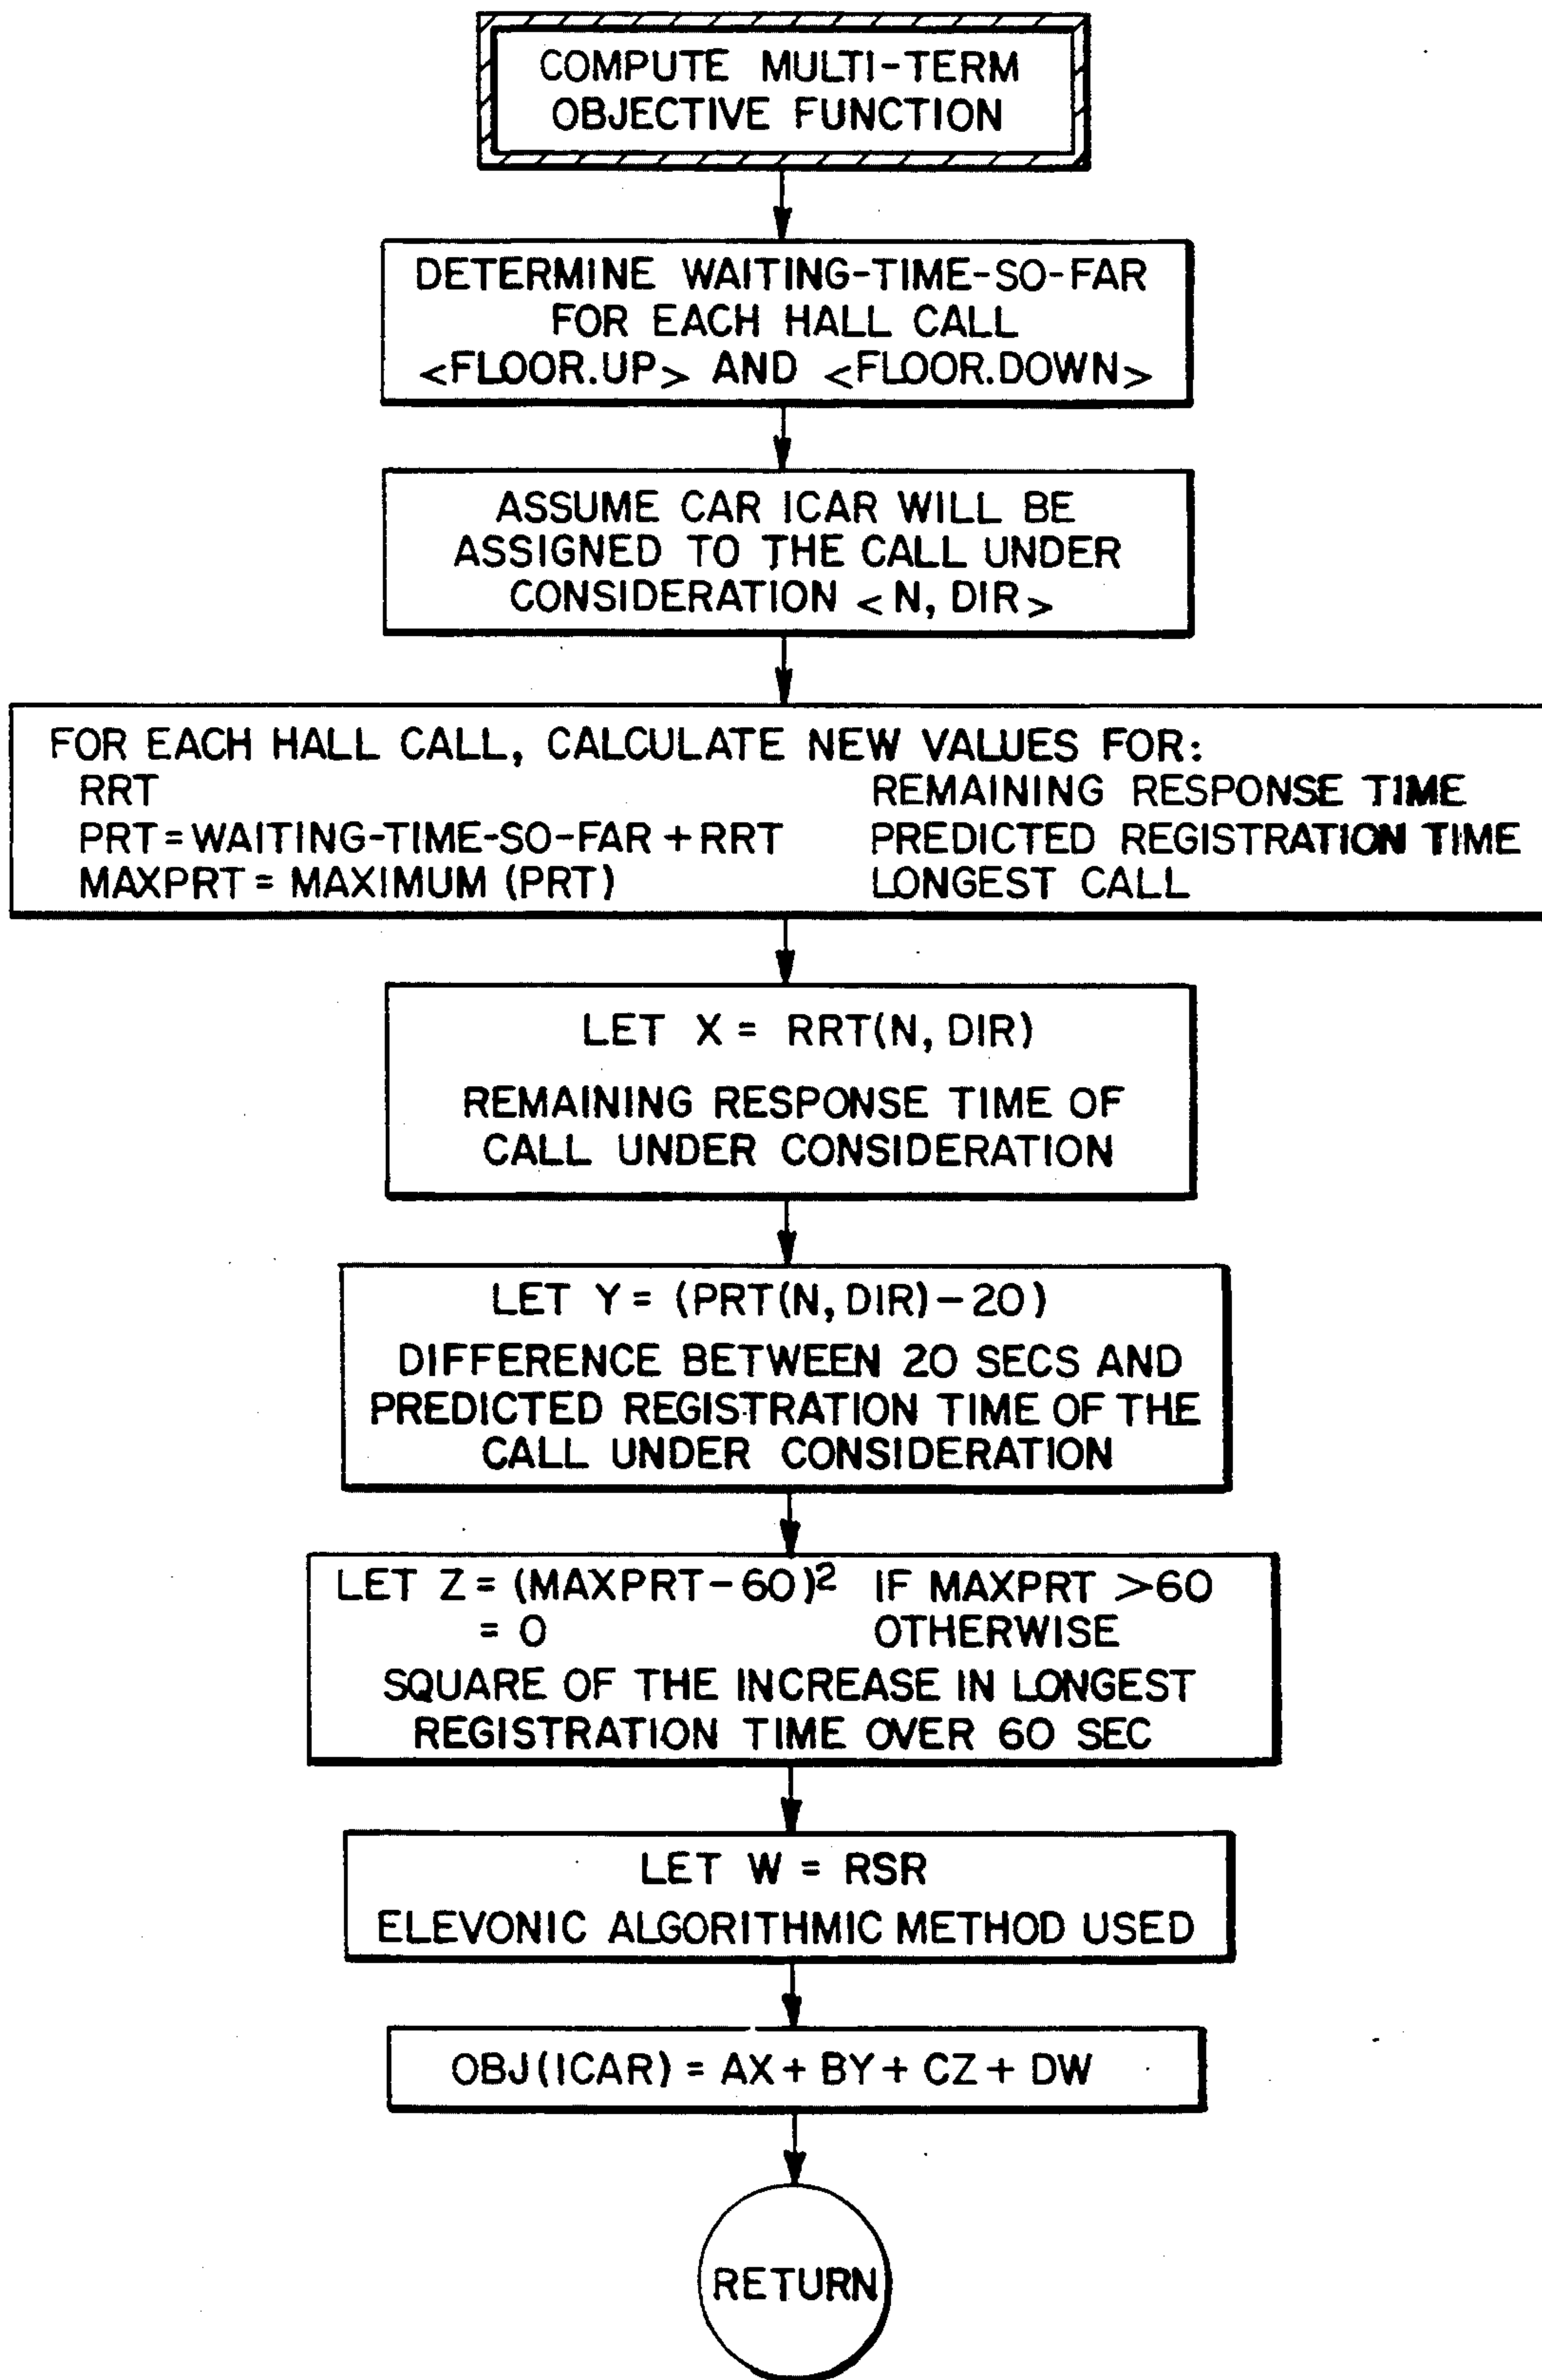 COMPUTE MULTI-TERM
OBJECTIVE FUNCTION
DETERMINE WAITING-TIME-SO-FAR
FOR EACH HALL CALL
<FLOOR.UP> AND <FLOOR.DOWN>
ASSUME CAR ICAR WILL BE
ASSIGNED TO THE CALL UNDER
CONSIDERATION <N, DIR>
FOR EACH HALL CALL, CALCULATE NEW VALUES FOR:
RRT REMAINING RESPONSE TIME
PRT=WAITING-TIME-SO-FAR+RRT PREDICTED REGISTRATION TIME
MAXPRT=MAXIMUM (PRT) LONGEST CALL
LET X = RRT(N, DIR)
REMAINING RESPONSE TIME OF
CALL UNDER CONSIDERATION
LET Y = (PRT(N, DIR)-20)
DIFFERENCE BETWEEN 20 SECS AND
PREDICTED REGISTRATION TIME OF THE
CALL UNDER CONSIDERATION
LET Z = (MAXPRT-60)² IF MAXPRT >60
= 0 OTHERWISE
SQUARE OF THE INCREASE IN LONGEST
REGISTRATION TIME OVER 60 SEC
LET W = RSR
ELEVONIC ALGORITHMIC METHOD USED
OBJ(ICAR) = AX + BY + CZ + DW
RETURN